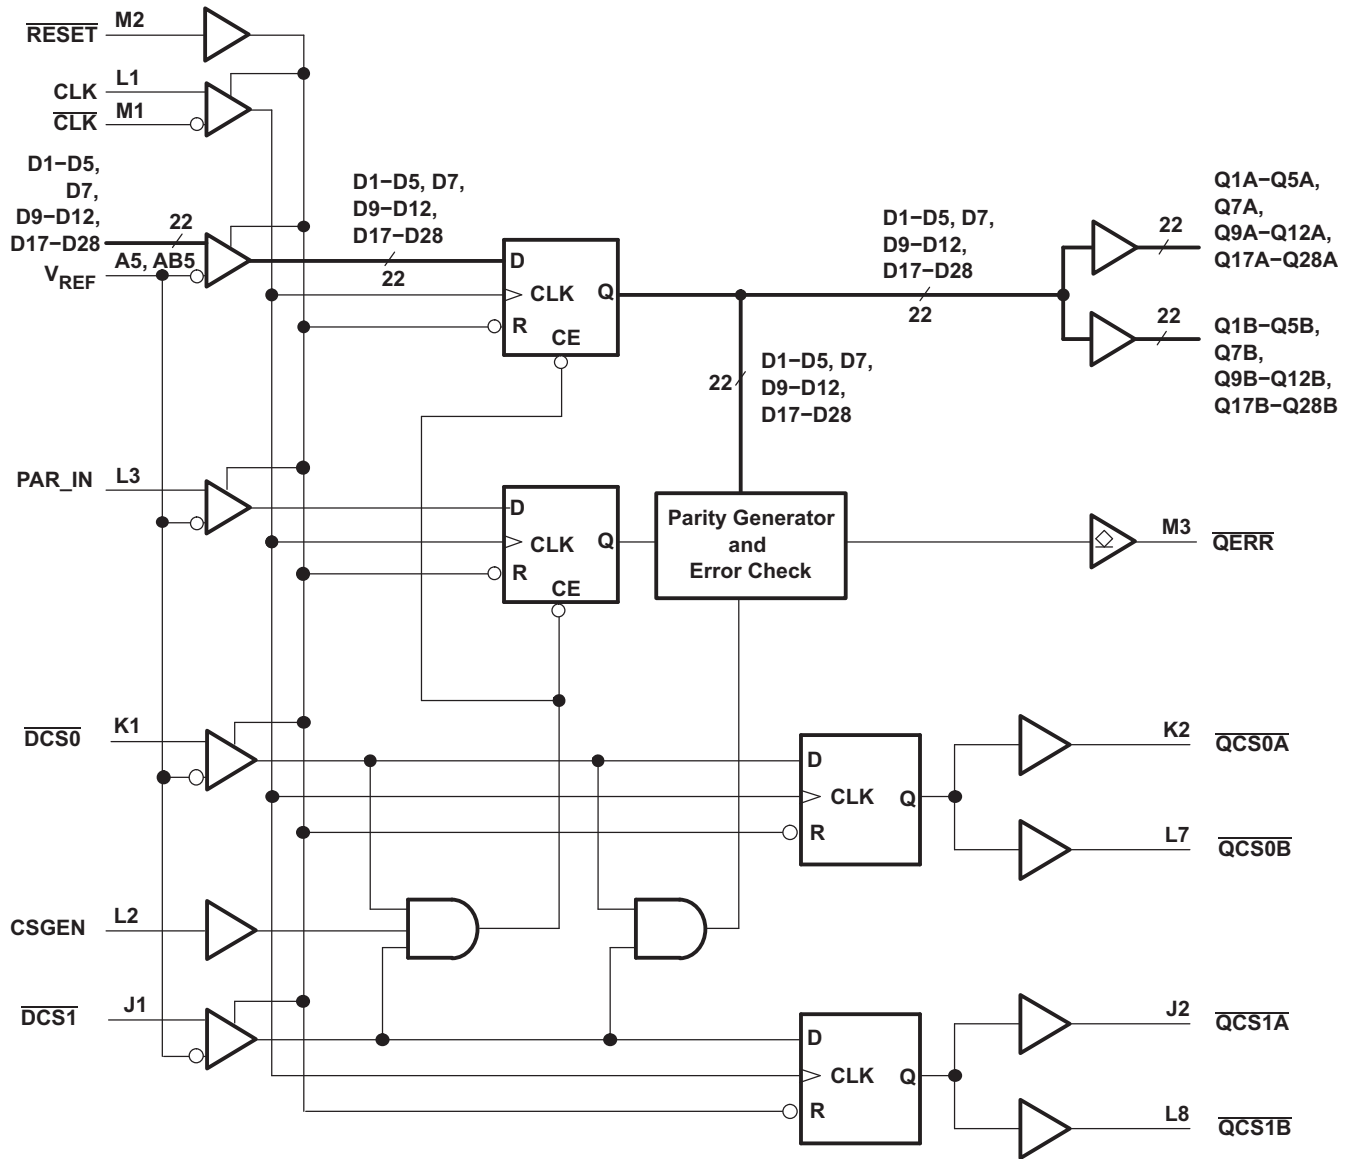 RESET
M2
CLK
L1
CLK
M1
D1−D5,
D7,
D9−D12,
D17−D28
22
VREF
A5, AB5
D1−D5, D7,
D9−D12,
D17−D28
22
D
CLK
Q
R
CE
D1−D5, D7,
D9−D12,
D17−D28
22
22
Q1A−Q5A,
Q7A,
Q9A−Q12A,
Q17A−Q28A
22
Q1B−Q5B,
Q7B,
Q9B−Q12B,
Q17B−Q28B
22
D1−D5, D7,
D9−D12,
D17−D28
PAR_IN
L3
D
CLK
Q
R
CE
Parity Generator
and
Error Check
M3
QERR
DCS0
K1
D
CLK
Q
R
K2
QCS0A
L7
QCS0B
CSGEN
L2
DCS1
J1
D
CLK
Q
R
J2
QCS1A
L8
QCS1B